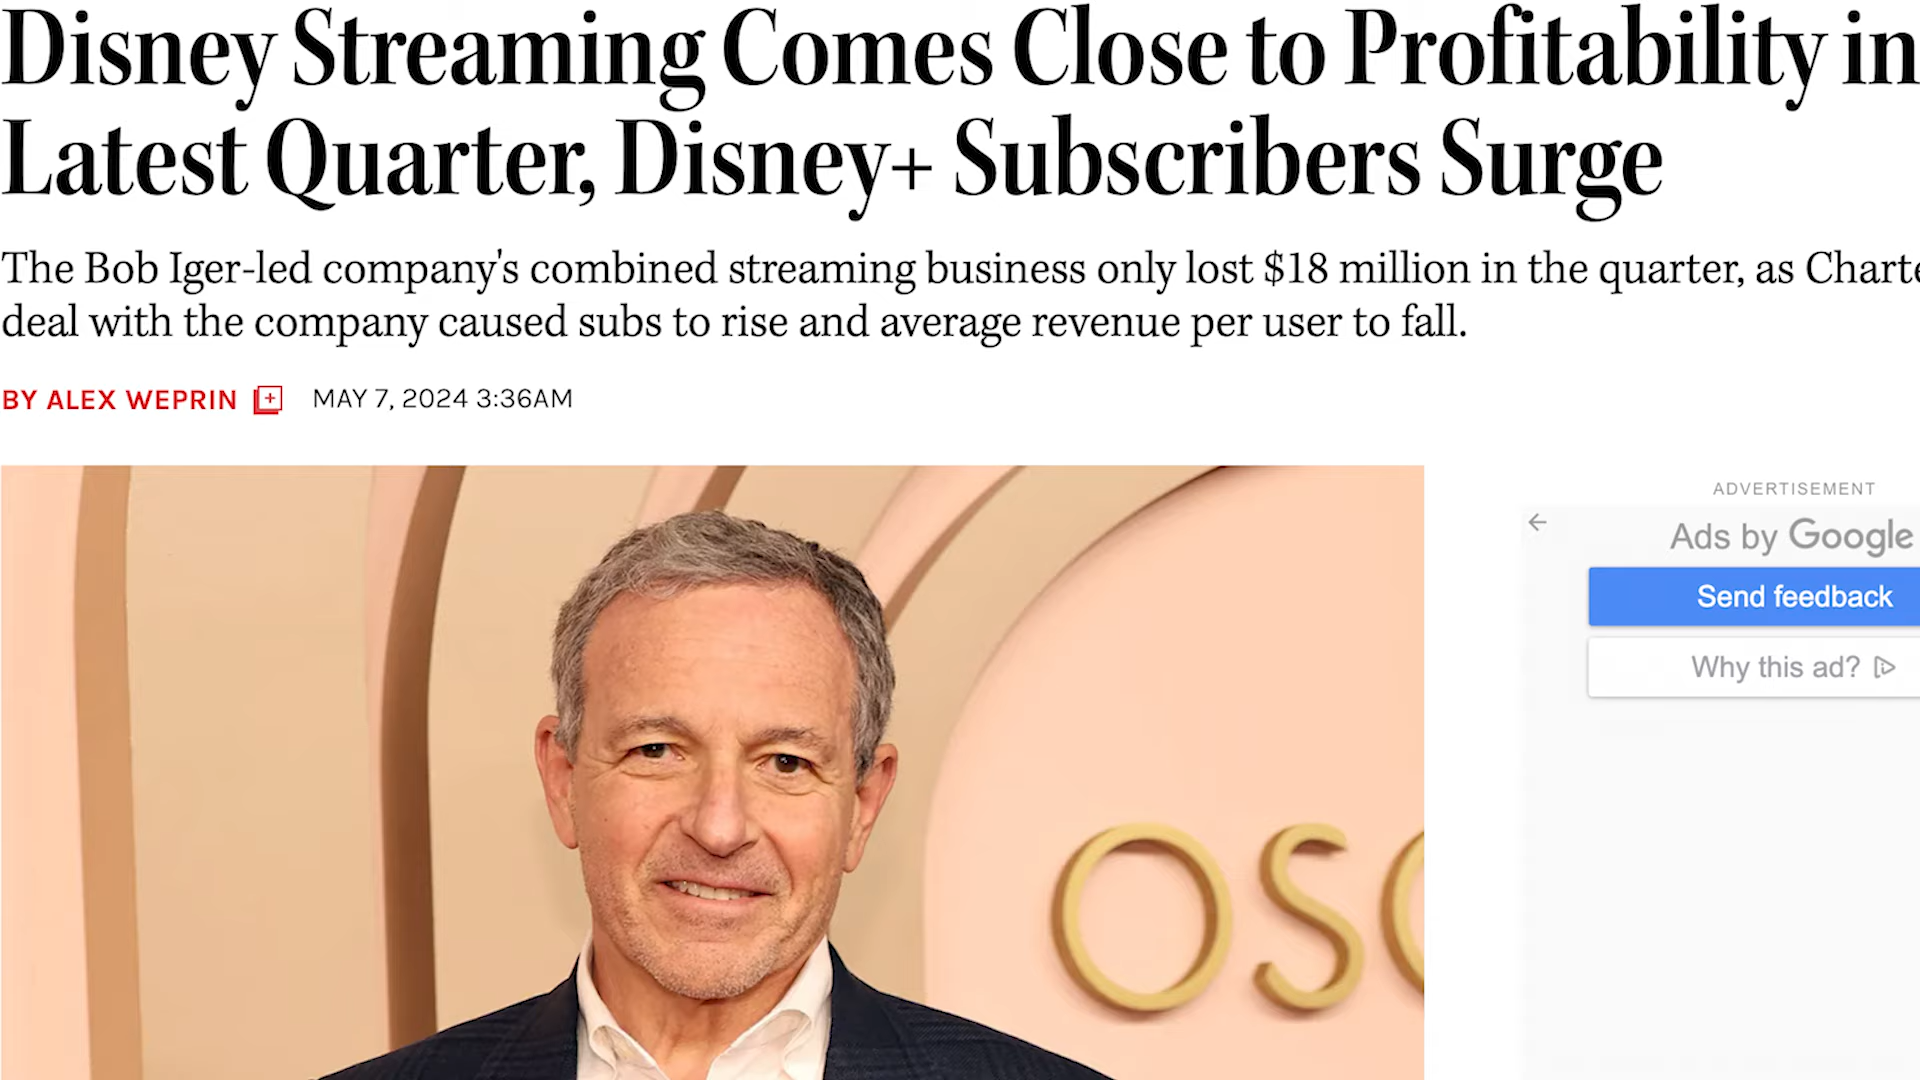 Disney Streaming Comes Close to Profitability in
Latest Quarter, Disney+ Subscribers Surge
The Bob Iger-led company's combined streaming business only lost $18 million in the quarter, as Charte
deal with the company caused subs to rise and average revenue per user to fall.
BY ALEX WEPRIN MAY 7, 2024 3:36AM
ADVERTISEMENT
Ads by Google
Send feedback
Why this ad?
OSC